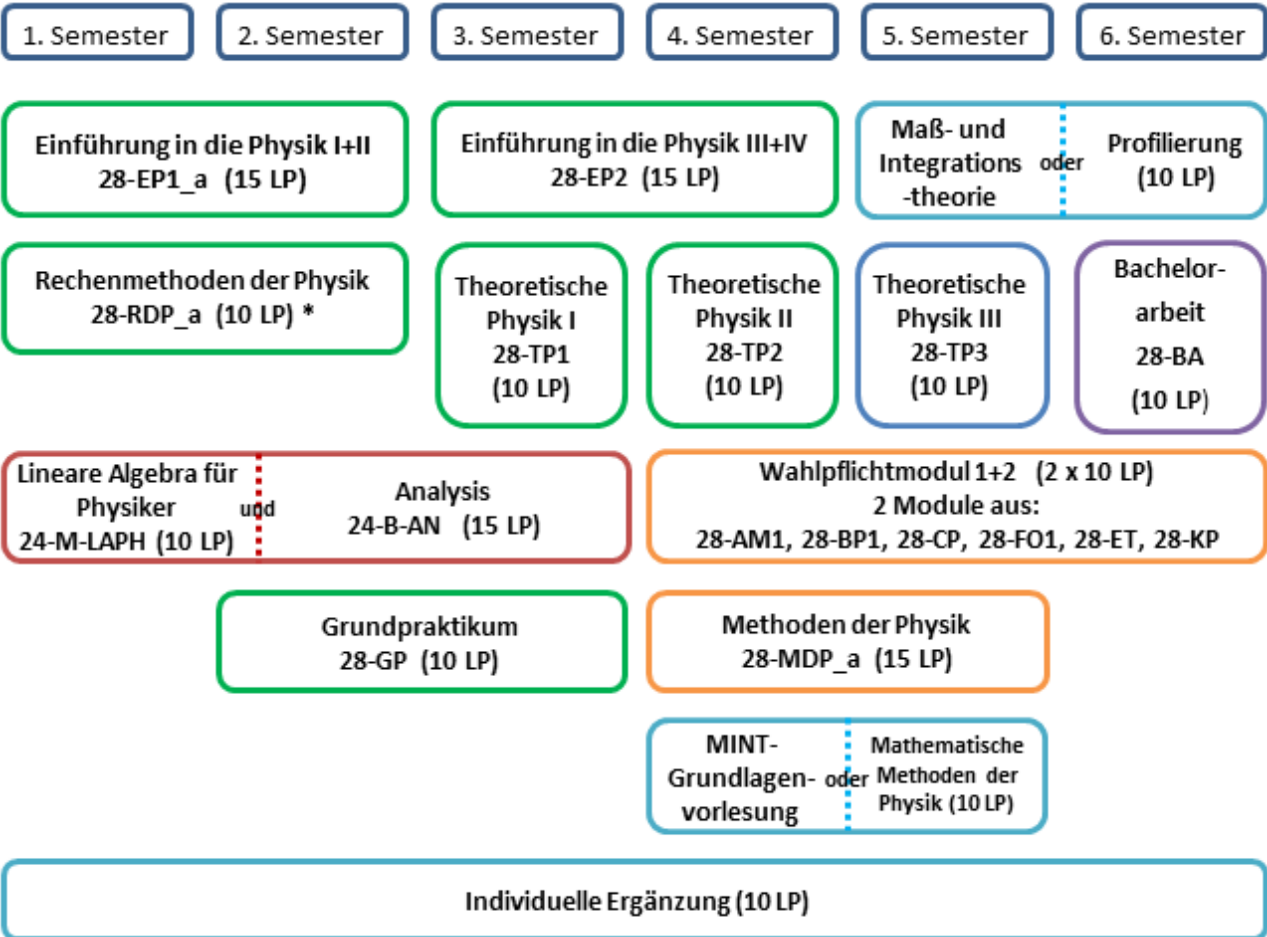 1. Semester
2. Semester
3. Semester
4. Semester
5. Semester
6. Semester
Einführung in die Physik I+II
28-EP1_a (15 LP)
Einführung in die Physik III+IV
28-EP2 (15 LP)
Maß- und
Integrations
-theorie
oder
Profilierung
(10 LP)
Rechenmethoden der Physik
28-RDP_a (10 LP) *
Theoretische
Physik I
28-TP1
(10 LP)
Theoretische
Physik II
28-TP2
(10 LP)
Theoretische
Physik III
28-TP3
(10 LP)
Bachelor-
arbeit
28-BA
(10 LP)
Lineare Algebra für
Physiker
24-M-LAPH (10 LP)
und
Analysis
24-B-AN (15 LP)
Wahlpflichtmodul 1+2 (2 x 10 LP)
2 Module aus:
28-AM1, 28-BP1, 28-CP, 28-FO1, 28-ET, 28-KP
Grundpraktikum
28-GP (10 LP)
Methoden der Physik
28-MDP_a (15 LP)
MINT-
Grundlagen-
vorlesung
oder
Mathematische
Methoden der
Physik (10 LP)
Individuelle Ergänzung (10 LP)